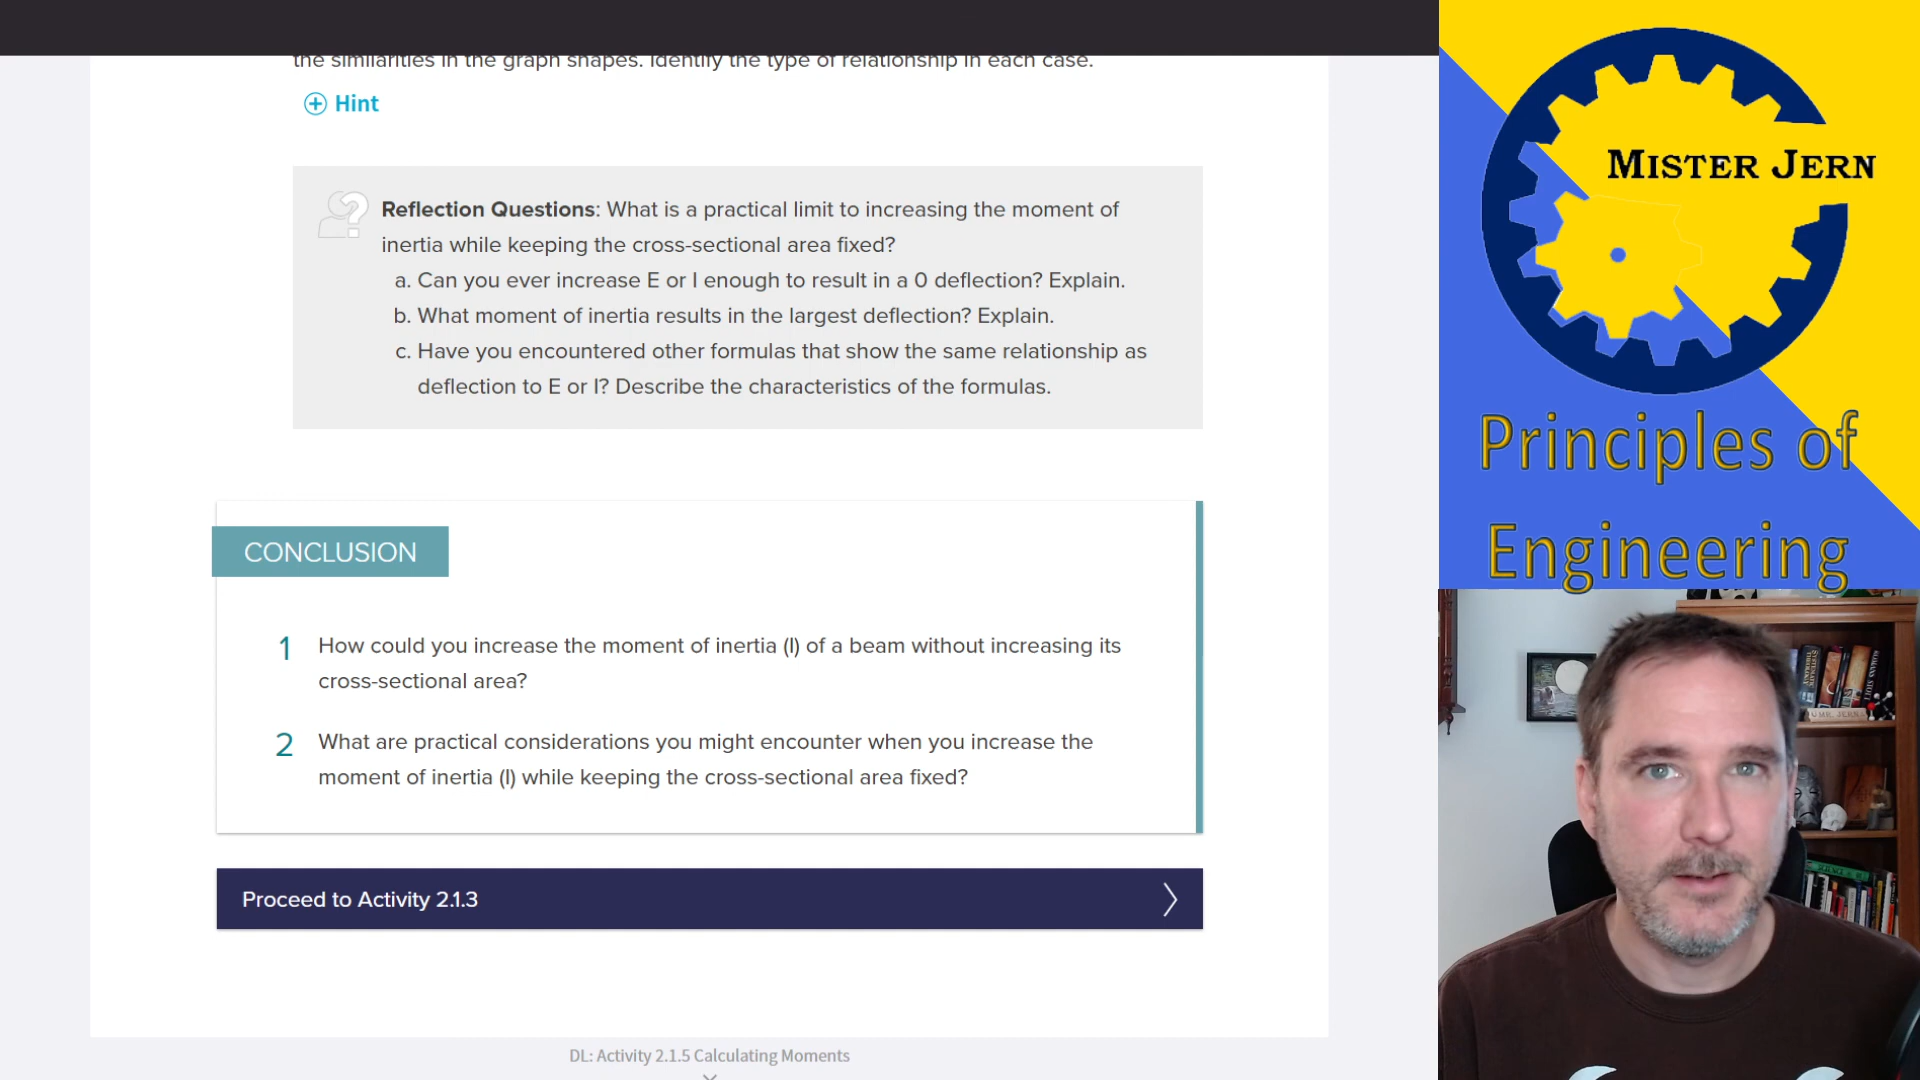 the similarities in the graph shapes. Identify the type of relationship in each case.
Hint
Reflection Questions: What is a practical limit to increasing the moment of
inertia while keeping the cross-sectional area fixed?
a. Can you ever increase E or I enough to result in a 0 deflection? Explain.
b. What moment of inertia results in the largest deflection? Explain.
c. Have you encountered other formulas that show the same relationship as
deflection to E or I? Describe the characteristics of the formulas.
CONCLUSION
1 How could you increase the moment of inertia (I) of a beam without increasing its
cross-sectional area?
2 What are practical considerations you might encounter when you increase the
moment of inertia (I) while keeping the cross-sectional area fixed?
Proceed to Activity 2.1.3
DL: Activity 2.1.5 Calculating Moments
MISTER JERN
Principles of
Engineering
MR. JERN